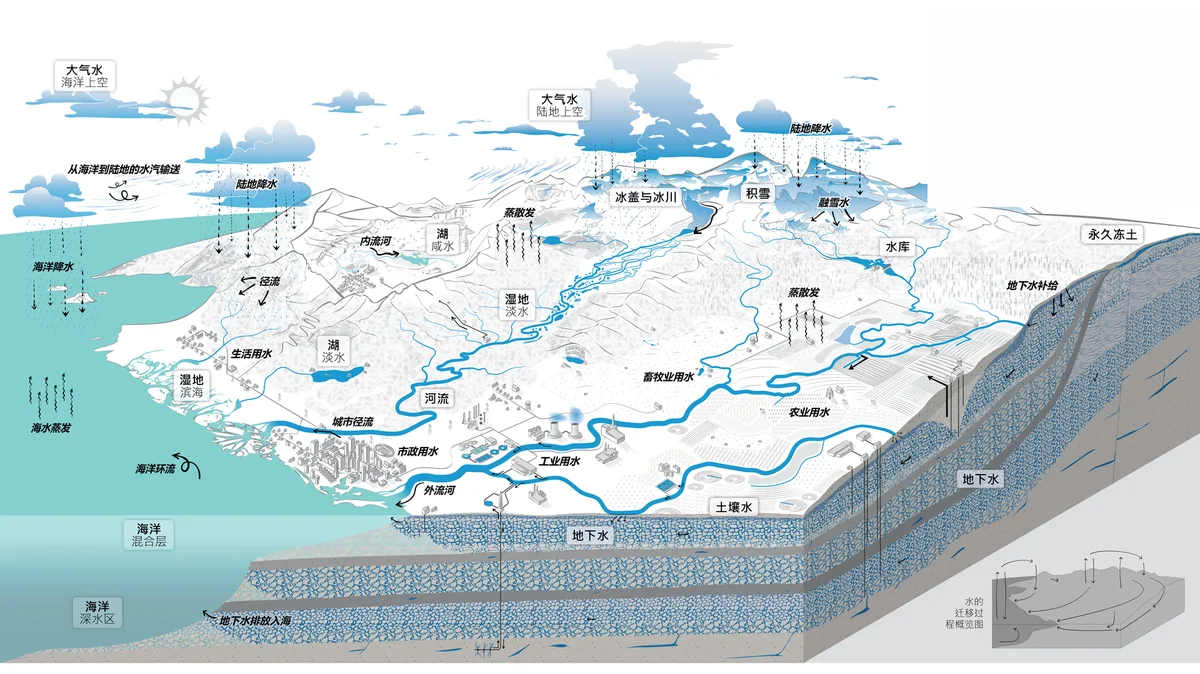 大气水
海洋上空
大气水
陆地上空
陆地降水
从海洋到陆地的水汽输送
陆地降水
冰盖与冰川
积雪
融雪水
蒸散发
湖
咸水
内流河
永久冻土
水库
海洋降水
径流
地下水补给
湿地
淡水
蒸散发
生活用水
湖
淡水
湿地
滨海
畜牧业用水
河流
海水蒸发
农业用水
城市径流
市政用水
工业用水
海洋环流
外流河
地下水
土壤水
地下水
海洋
混合层
海洋
深水区
地下水排放入海
水的
迁移过
程概览图